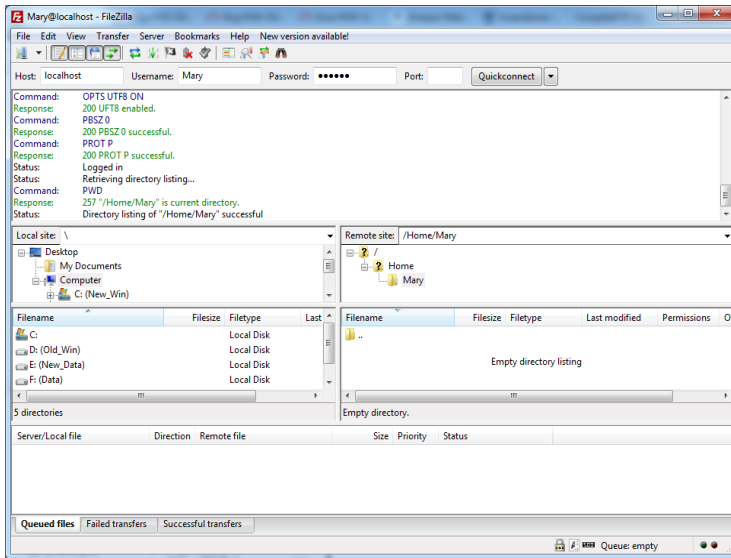 Mary@localhost - FileZilla
File Edit View Transfer Server Bookmarks Help New version available!
Host: localhost Username: Mary Password: •••••• Port: Quickconnect
Command: OPTS UTF8 ON
Response: 200 UFT8 enabled.
Command: PBSZ 0
Response: 200 PBSZ 0 successful.
Command: PROT P
Response: 200 PROT P successful.
Status: Logged in
Status: Retrieving directory listing...
Command: PWD
Response: 257 "/Home/Mary" is current directory.
Status: Directory listing of "/Home/Mary" successful
Local site: \
Desktop
My Documents
Computer
C: (New_Win)
Remote site: /Home/Mary
/
Home
Mary
Filename Filesize Filetype Last
C: Local Disk
D: (Old_Win) Local Disk
E: (New_Data) Local Disk
F: (Data) Local Disk
5 directories
Filename Filesize Filetype Last modified Permissions O
..
Empty directory listing
Empty directory.
Server/Local file Direction Remote file Size Priority Status
Queued files Failed transfers Successful transfers
Queue: empty